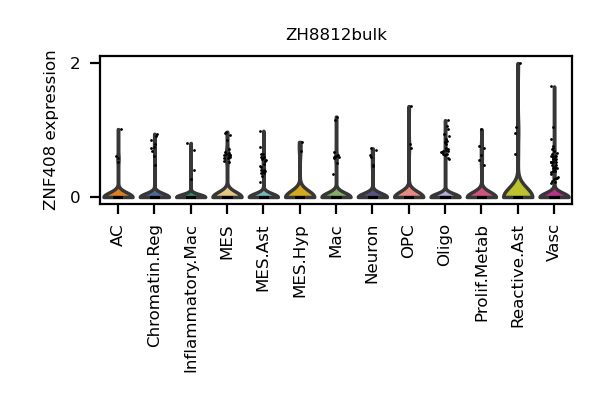 ZH8812bulk
ZNF408 expression
2
0
AC
Chromatin.Reg
Inflammatory.Mac
MES
MES.Ast
MES.Hyp
Mac
Neuron
OPC
Oligo
Prolif.Metab
Reactive.Ast
Vasc